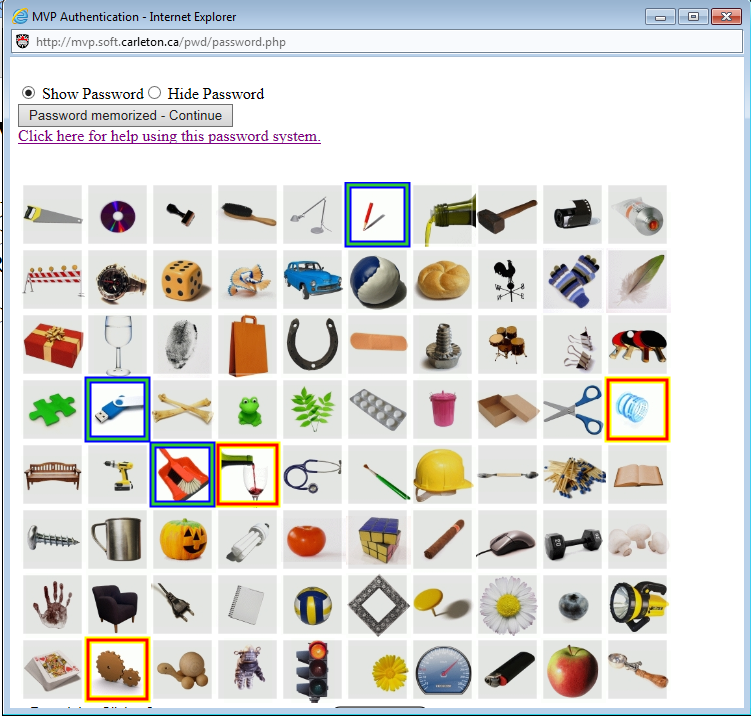 MVP Authentication - Internet Explorer
http://mvp.soft.carleton.ca/pwd/password.php
Show Password Hide Password
Password memorized - Continue
Click here for help using this password system.